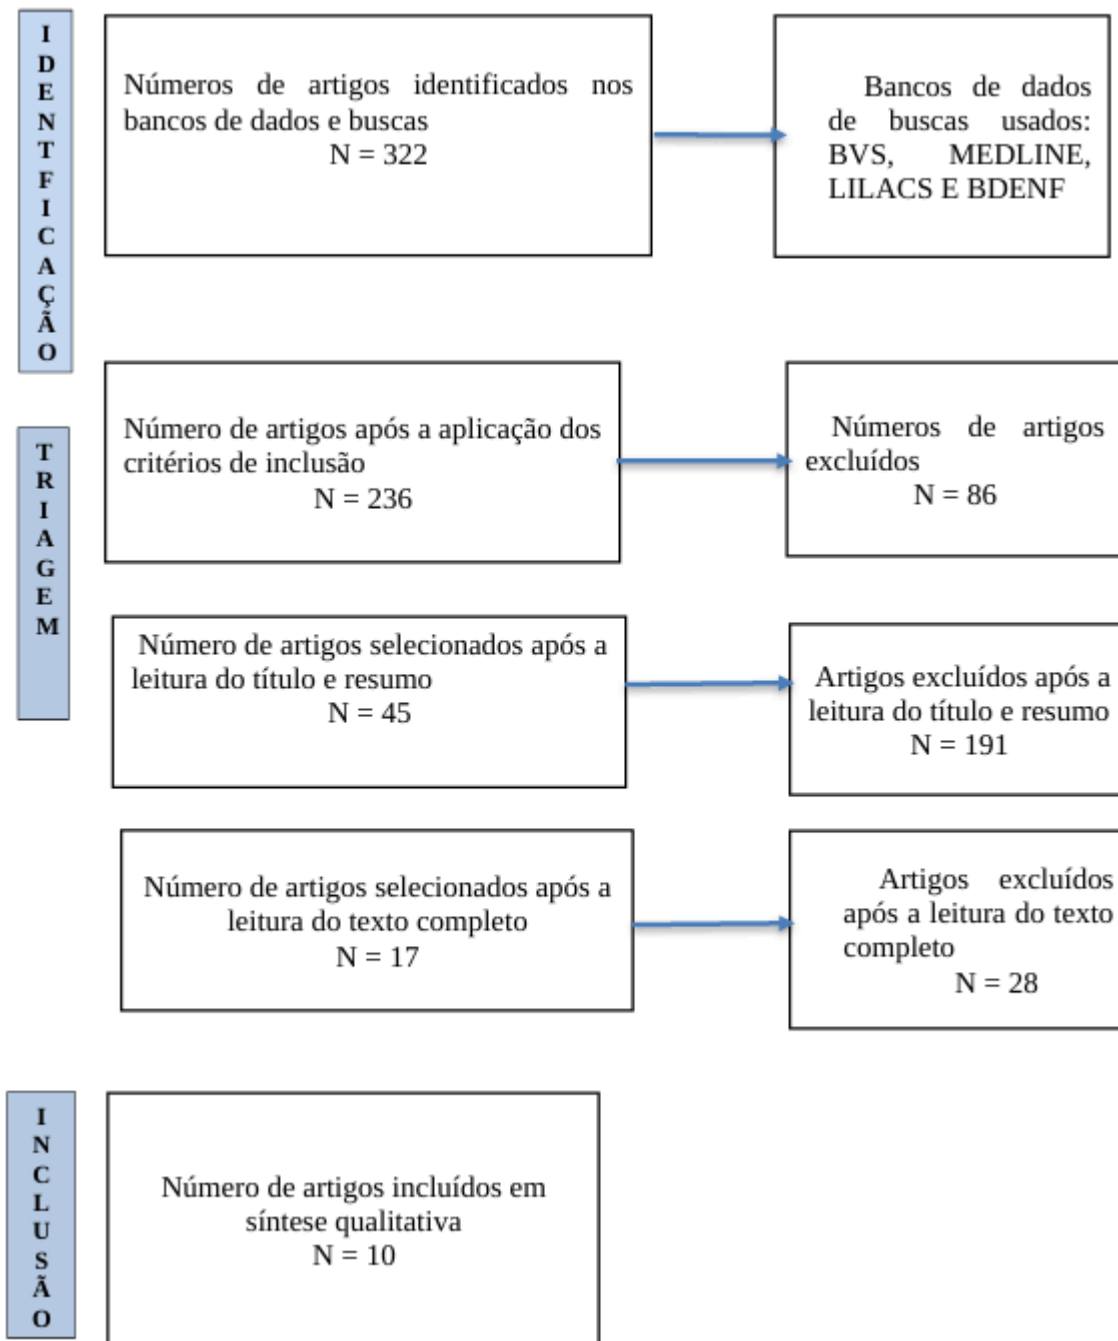 IDENTFICAÇÃO
Números de artigos identificados nos
bancos de dados e buscas
N = 322
Bancos de dados
de buscas usados:
BVS, MEDLINE,
LILACS E BDENF
TRIAGEM
Número de artigos após a aplicação dos
critérios de inclusão
N = 236
Números de artigos
excluídos
N = 86
Número de artigos selecionados após a
leitura do título e resumo
N = 45
Artigos excluídos após a
leitura do título e resumo
N = 191
Número de artigos selecionados após a
leitura do texto completo
N = 17
Artigos excluídos
após a leitura do texto
completo
N = 28
INCLUSÃO
Número de artigos incluídos em
síntese qualitativa
N = 10